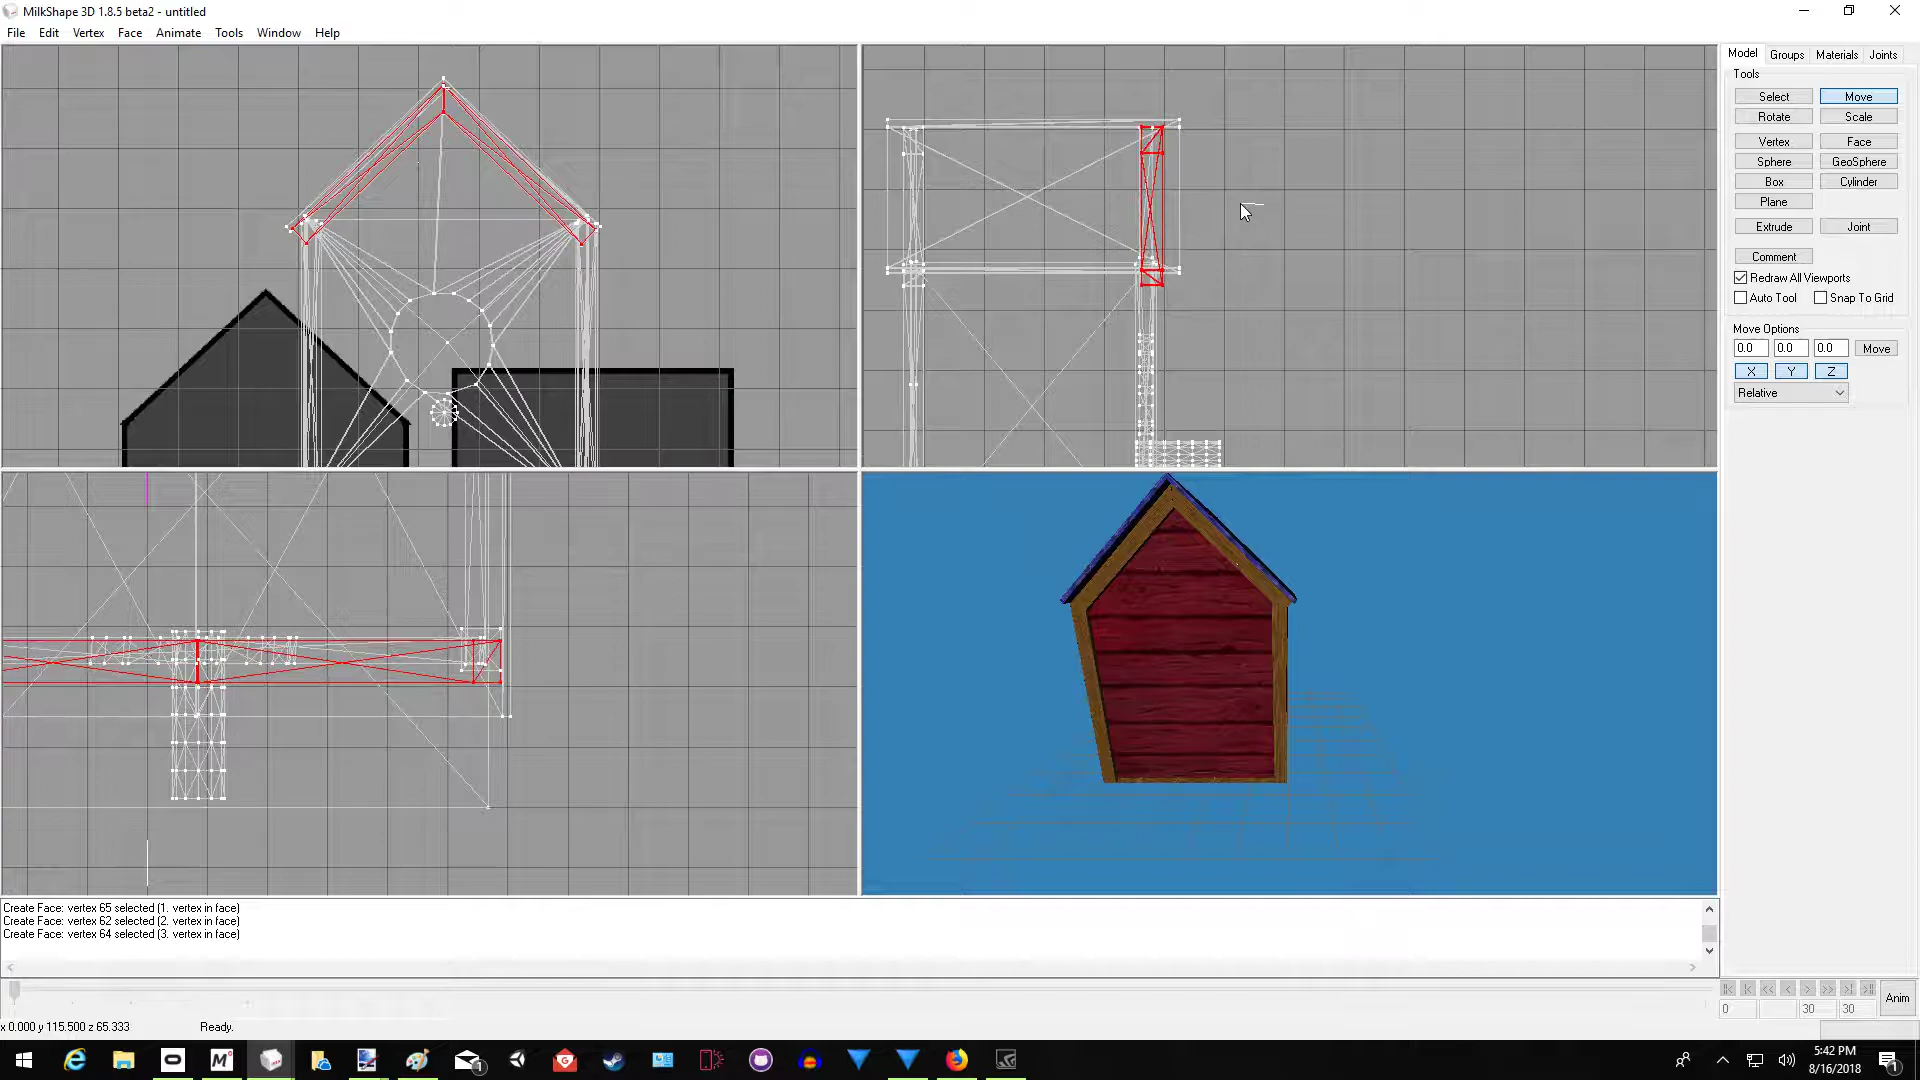 MilkShape 3D 1.8.5 beta2 - untitled
File Edit Vertex Face Animate Tools Window Help
Model Groups Materials Joints
Tools
Select Move
Rotate Scale
Vertex Face
Sphere GeoSphere
Box Cylinder
Plane
Extrude Joint
Comment
Redraw All Viewports
Auto Tool Snap To Grid
Move Options
0.0 0.0 0.0 Move
X Y Z
Relative
Create Face: vertex 65 selected (1. vertex in face)
Create Face: vertex 62 selected (2. vertex in face)
Create Face: vertex 64 selected (3. vertex in face)
Anim
0 30 30
x 0.000 y 115.500 z 65.333 Ready.
5:42 PM
8/16/2018